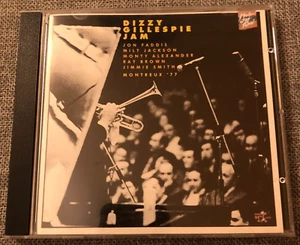 DIZZY
GILLESPIE
JAM
JON FADDIS
MILT JACKSON
MONTY ALEXANDER
RAY BROWN
JIMMIE SMITH
MONTREUX '77